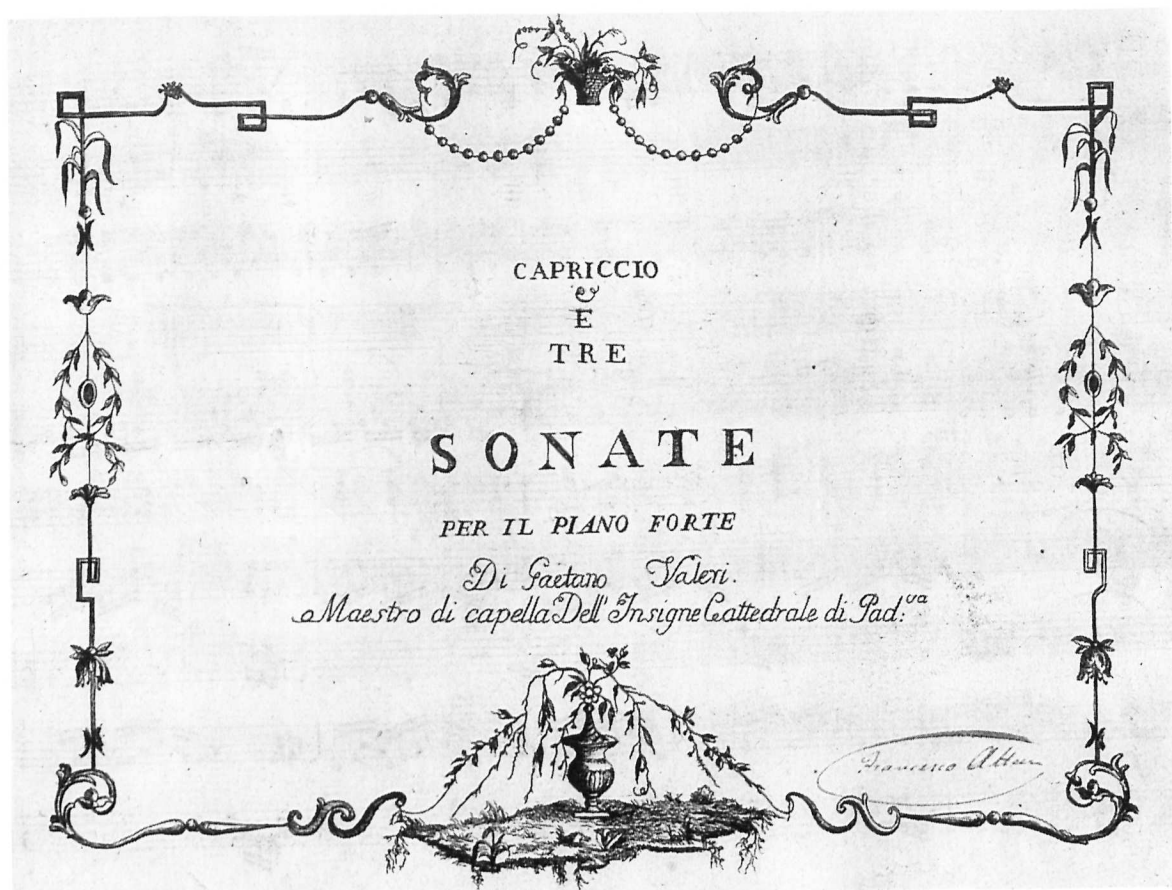 CAPRICCIO
E
TRE
SONATE
PER IL PIANO FORTE
Di Gaetano Valeri.
Maestro di capella Dell' Insigne Cattedrale di Pad:va
Francesco